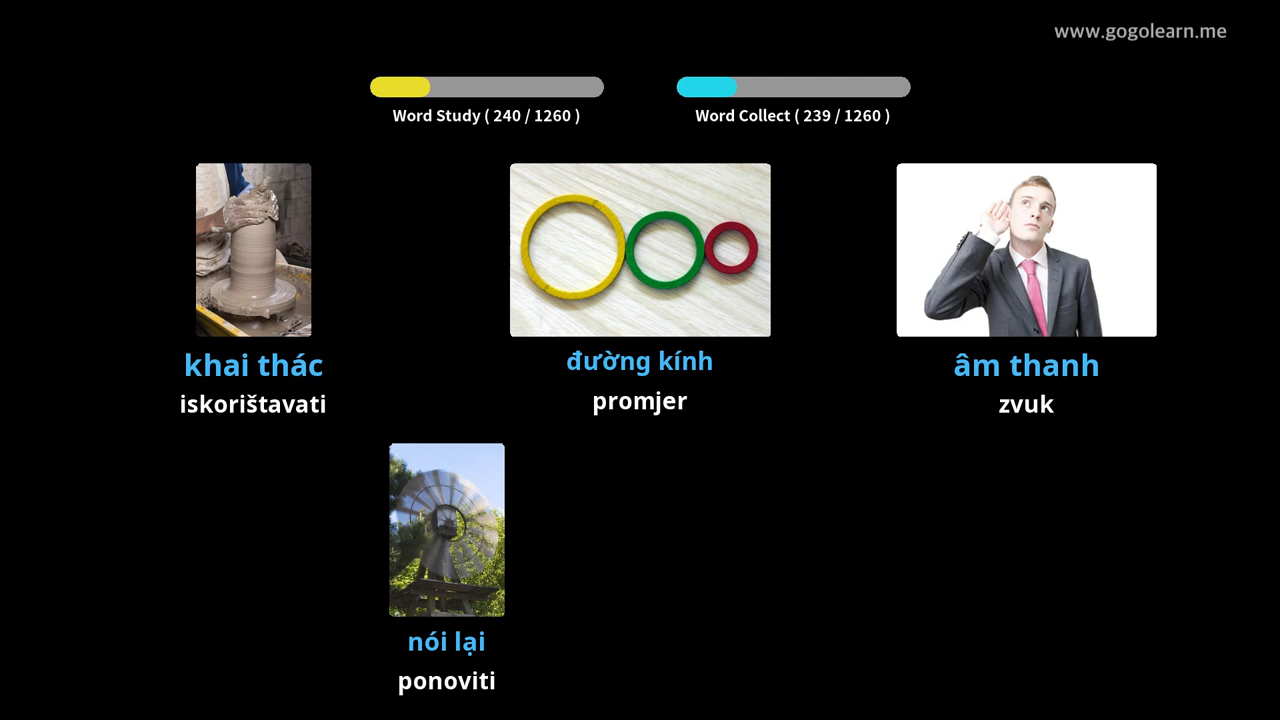 www.gogolearn.me
Word Study ( 240 / 1260 )
Word Collect ( 239 / 1260 )
khai thác
iskorištavati
đường kính
promjer
âm thanh
zvuk
nói lại
ponoviti